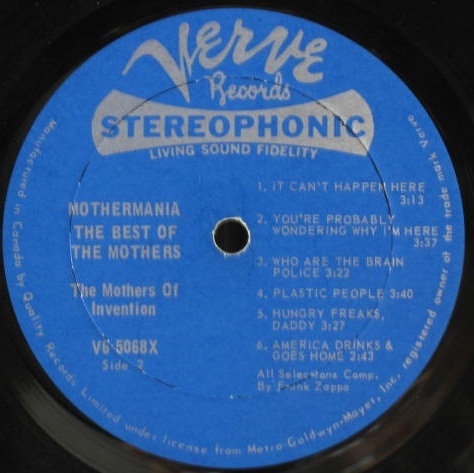 Verve
Records
STEREOPHONIC
LIVING SOUND FIDELITY
MOTHERMANIA
THE BEST OF
THE MOTHERS
The Mothers Of
Invention
V6-5068X
Side 2
1. IT CAN'T HAPPEN HERE
3:13
2. YOU'RE PROBABLY
WONDERING WHY I'M HERE
3:37
3. WHO ARE THE BRAIN
POLICE 3:22
4. PLASTIC PEOPLE 3:40
5. HUNGRY FREAKS,
DADDY 3:27
6. AMERICA DRINKS &
GOES HOME 2:43
All Selections Comp.
By Frank Zappa
Manufactured in Canada by Quality Records Limited under license from Metro-Goldwyn-Mayer, Inc. registered owner of the trade mark Verve